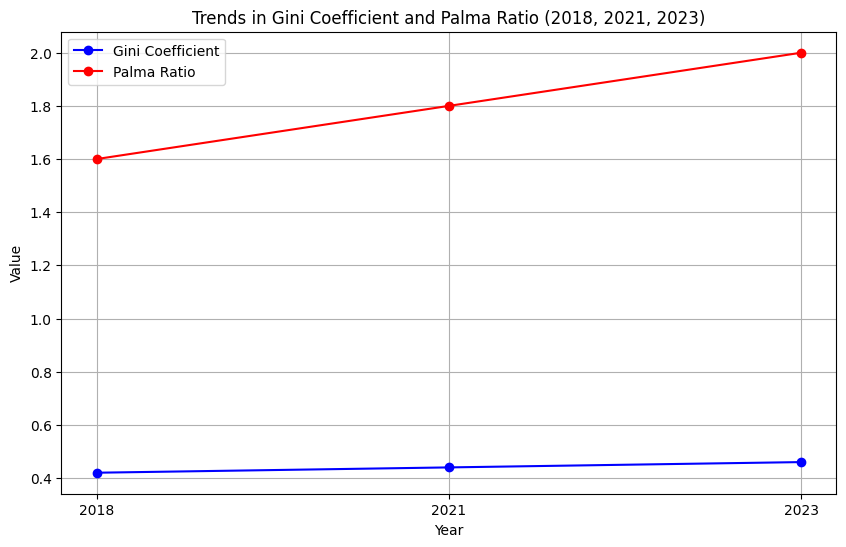 Trends in Gini Coefficient and Palma Ratio (2018, 2021, 2023)
Gini Coefficient
Palma Ratio
2.0
1.8
1.6
1.4
1.2
1.0
0.8
0.6
0.4
Value
2018 2021 2023
Year